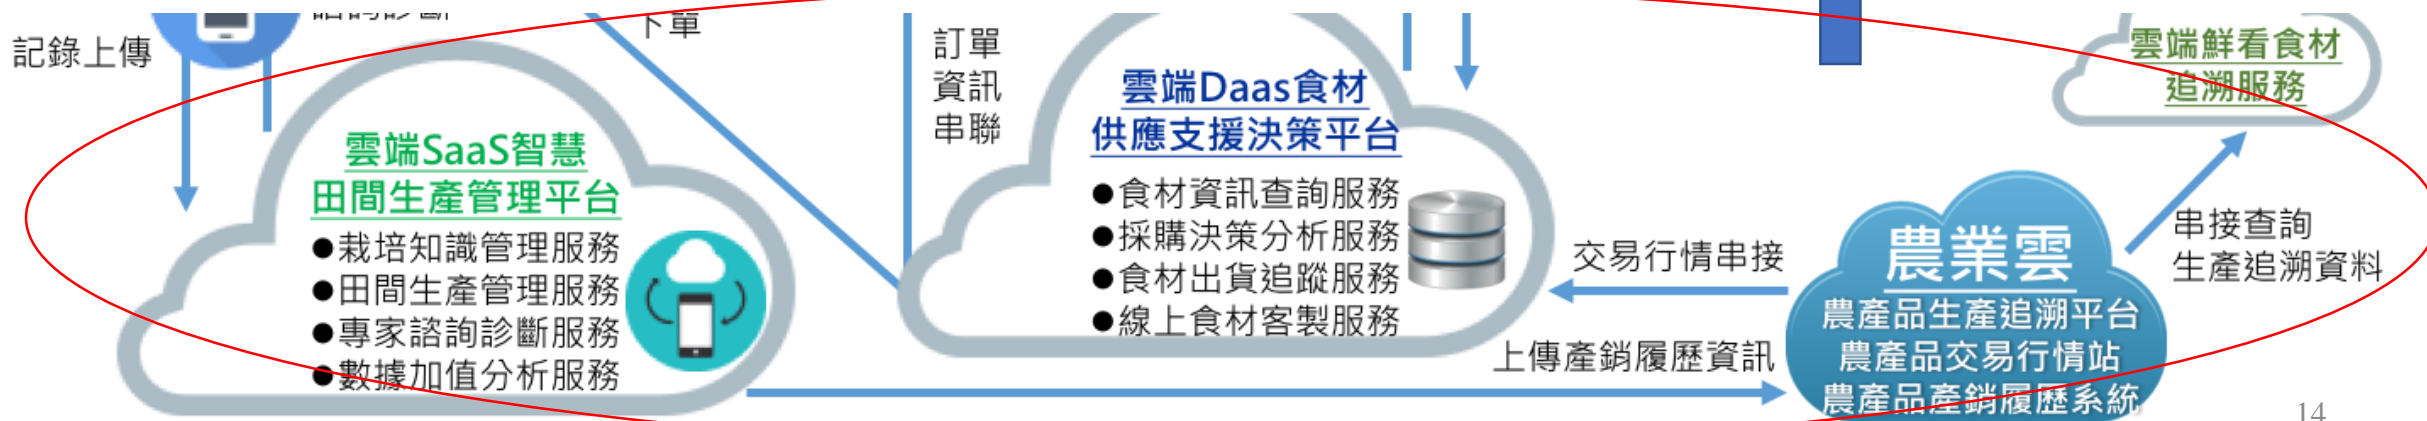 記錄上傳
下單
訂單
資訊
串聯
雲端SaaS智慧
田間生產管理平台
●栽培知識管理服務
●田間生產管理服務
●專家諮詢診斷服務
●數據加值分析服務
雲端Daas食材
供應支援決策平台
●食材資訊查詢服務
●採購決策分析服務
●食材出貨追蹤服務
●線上食材客製服務
交易行情串接
上傳產銷履歷資訊
雲端鮮看食材
追溯服務
串接查詢
生產追溯資料
農業雲
農產品生產追溯平台
農產品交易行情站
農產品產銷履歷系統
14